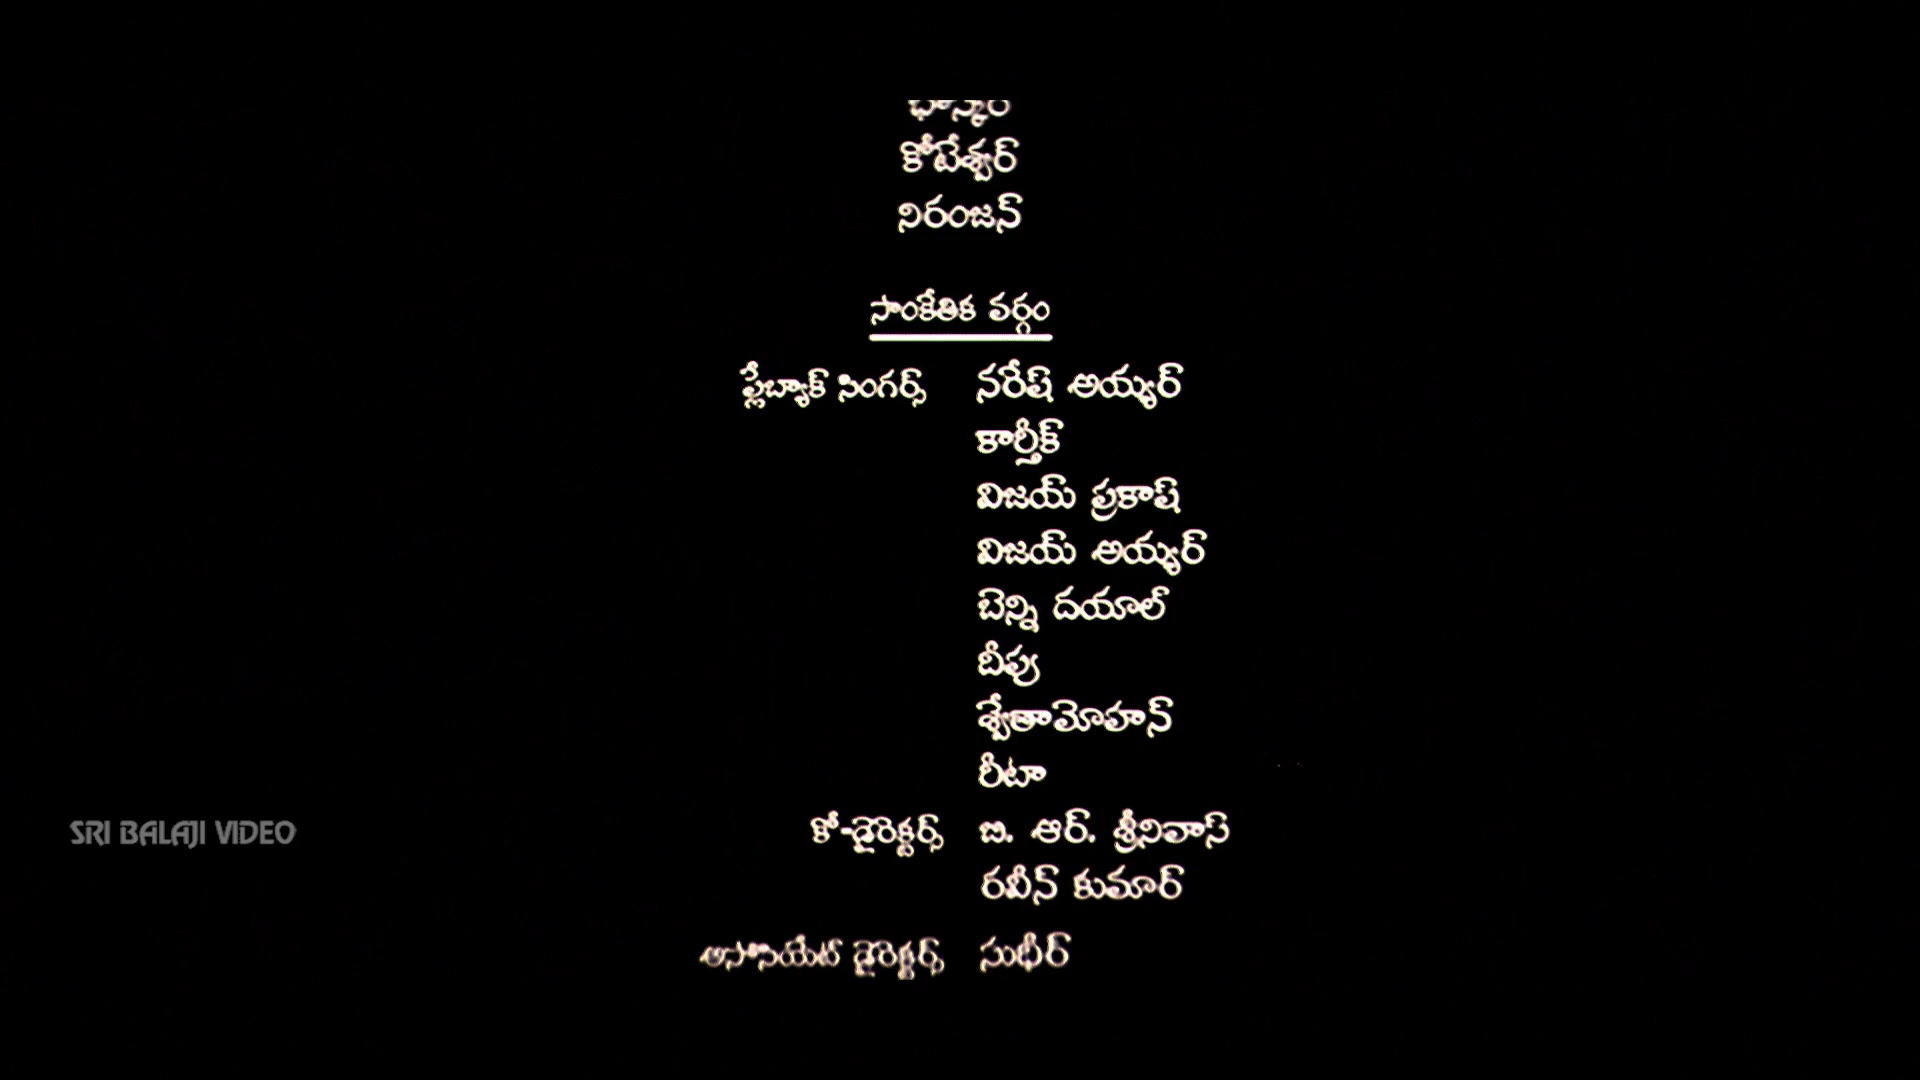 భాస్కర్
కోటేశ్వర్
నిరంజన్
సాంకేతిక వర్గం
ప్లేబ్యాక్ సింగర్స్ నరేష్ అయ్యర్
కార్తీక్
విజయ్ ప్రకాష్
విజయ్ అయ్యర్
బెన్ని దయాల్
దీపు
శ్వేతామోహన్
రీటా
కో-డైరెక్టర్స్ ఐ. ఆర్. శ్రీనివాస్
రవీన్ కుమార్
అసోసియేట్ డైరెక్టర్స్ సుధీర్
SRI BALAJI VIDEO